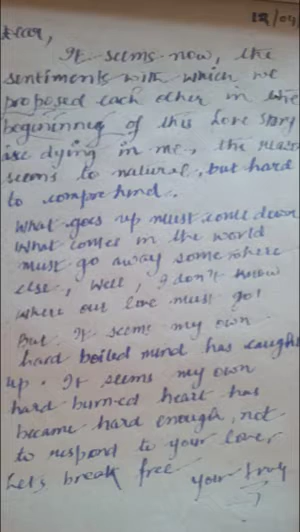 12/04
Dear,
It seems now, the
sentiments with which we
proposed each other in the
beginning of this love story
are dying in me, the reason
seems to natural, but hard
to comprehend.
What goes up must come down
What comes in the world
must go away somewhere
else, well, I don't know
where our love must go!
But it seems my own
hard boiled mind has caught
up. It seems my own
hard burned heart has
became hard enough, not
to respond to your love,
Let's break free
your